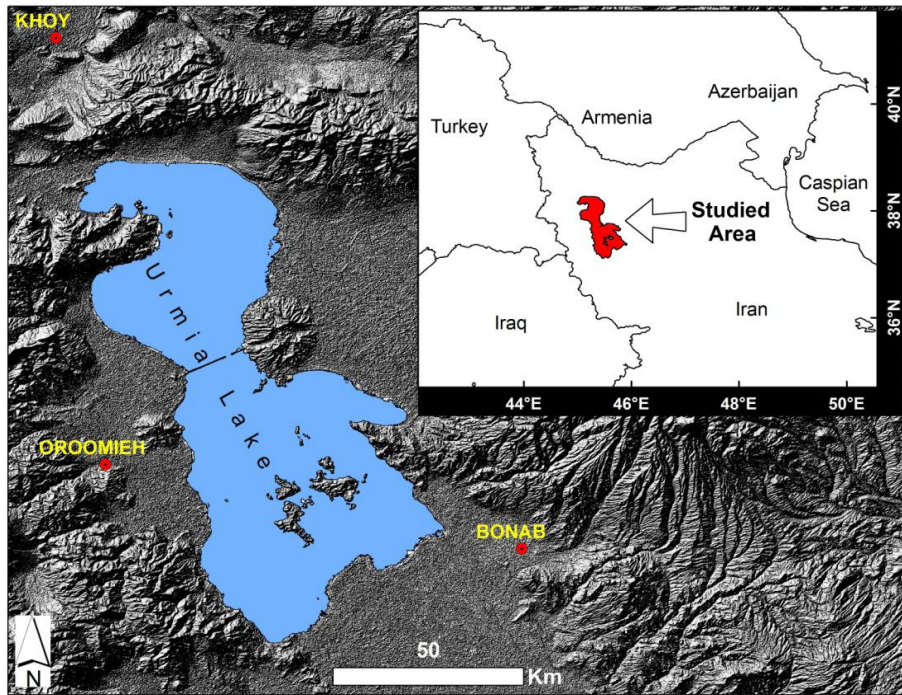 KHOY
Azerbaijan
Armenia
Turkey
Caspian
Sea
Studied
Area
Iraq
Iran
40°N
38°N
36°N
44°E
46°E
48°E
50°E
Urmia Lake
OROOMIEH
BONAB
50
Km
N